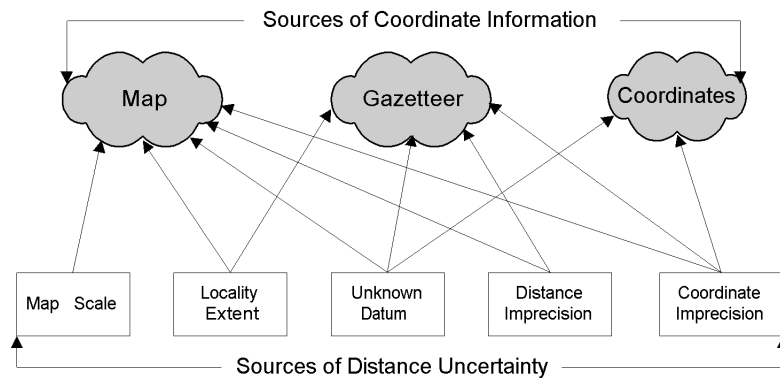 Sources of Coordinate Information
Map
Gazetteer
Coordinates
Map Scale
Locality
Extent
Unknown
Datum
Distance
Imprecision
Coordinate
Imprecision
Sources of Distance Uncertainty